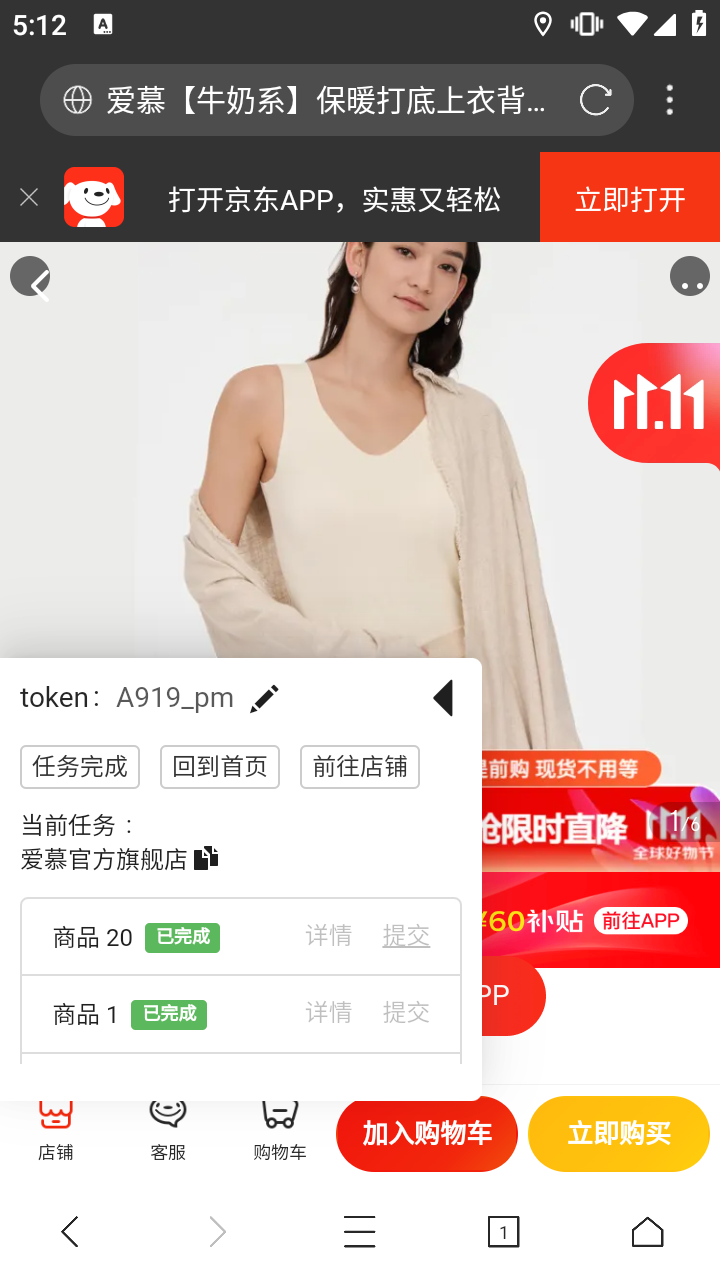 5:12
A
爱慕【牛奶系】保暖打底上衣背...
打开京东APP，实惠又轻松
立即打开
11.11
token：A919_pm
任务完成 回到首页 前往店铺
前购 现货不用等
当前任务：
爱慕官方旗舰店
限时直降 11.11 1/6
全球好物节
商品 20 已完成 详情 提交
¥60补贴 前往APP
商品 1 已完成 详情 提交
PP
店铺 客服 购物车 加入购物车 立即购买
1